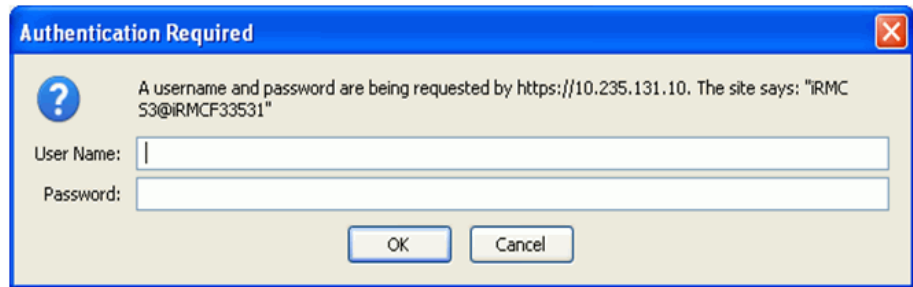 Authentication Required
A username and password are being requested by https://10.235.131.10. The site says: "iRMC
S3@iRMCF33531"
User Name:
Password:
OK Cancel